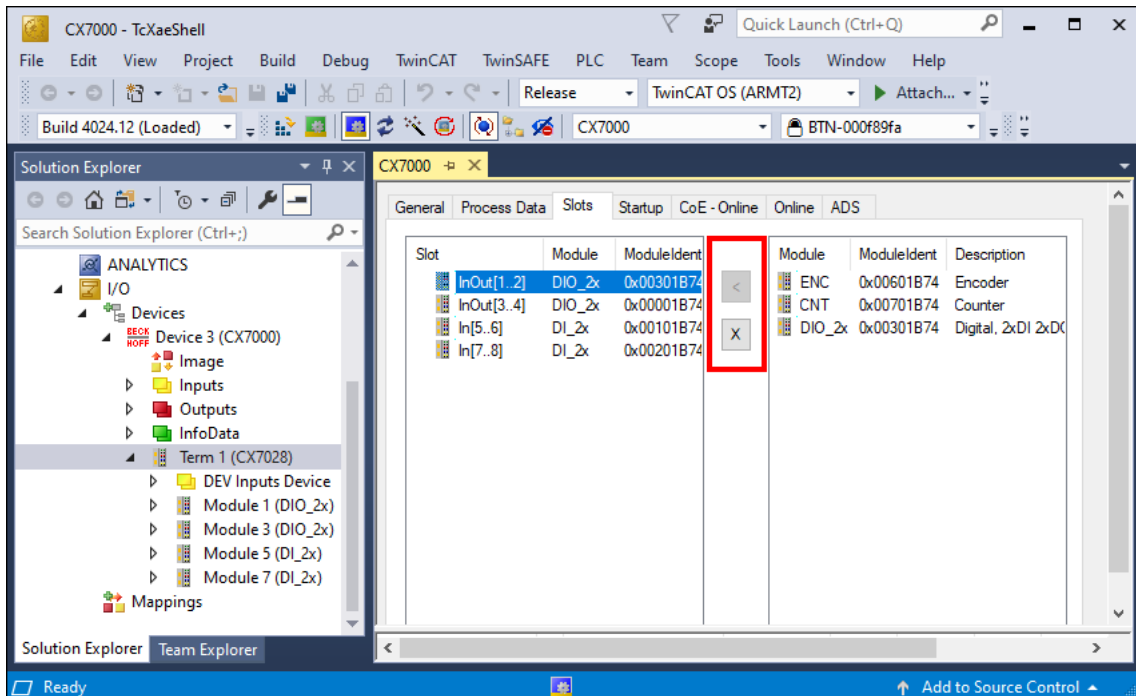 CX7000 - TcXaeShell
Quick Launch (Ctrl+Q)
File Edit View Project Build Debug TwinCAT TwinSAFE PLC Team Scope Tools Window Help
Release TwinCAT OS (ARMT2) Attach...
Build 4024.12 (Loaded) CX7000 BTN-000f89fa
Solution Explorer
Search Solution Explorer (Ctrl+;)
ANALYTICS
I/O
Devices
BECK
HOFF
Device 3 (CX7000)
Image
Inputs
Outputs
InfoData
Term 1 (CX7028)
DEV Inputs Device
Module 1 (DIO_2x)
Module 3 (DIO_2x)
Module 5 (DI_2x)
Module 7 (DI_2x)
Mappings
Solution Explorer Team Explorer
CX7000
General Process Data Slots Startup CoE - Online Online ADS
Slot Module ModuleIdent
InOut[1..2] DIO_2x 0x00301B74
InOut[3..4] DIO_2x 0x00001B74
In[5..6] DI_2x 0x00101B74
In[7..8] DI_2x 0x00201B74
<
X
Module ModuleIdent Description
ENC 0x00601B74 Encoder
CNT 0x00701B74 Counter
DIO_2x 0x00301B74 Digital, 2xDI 2xDO
Ready Add to Source Control